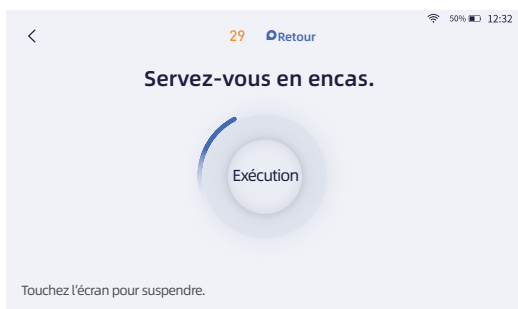 50% 12:32
29 Retour
Servez-vous en encas.
Exécution
Touchez l'écran pour suspendre.